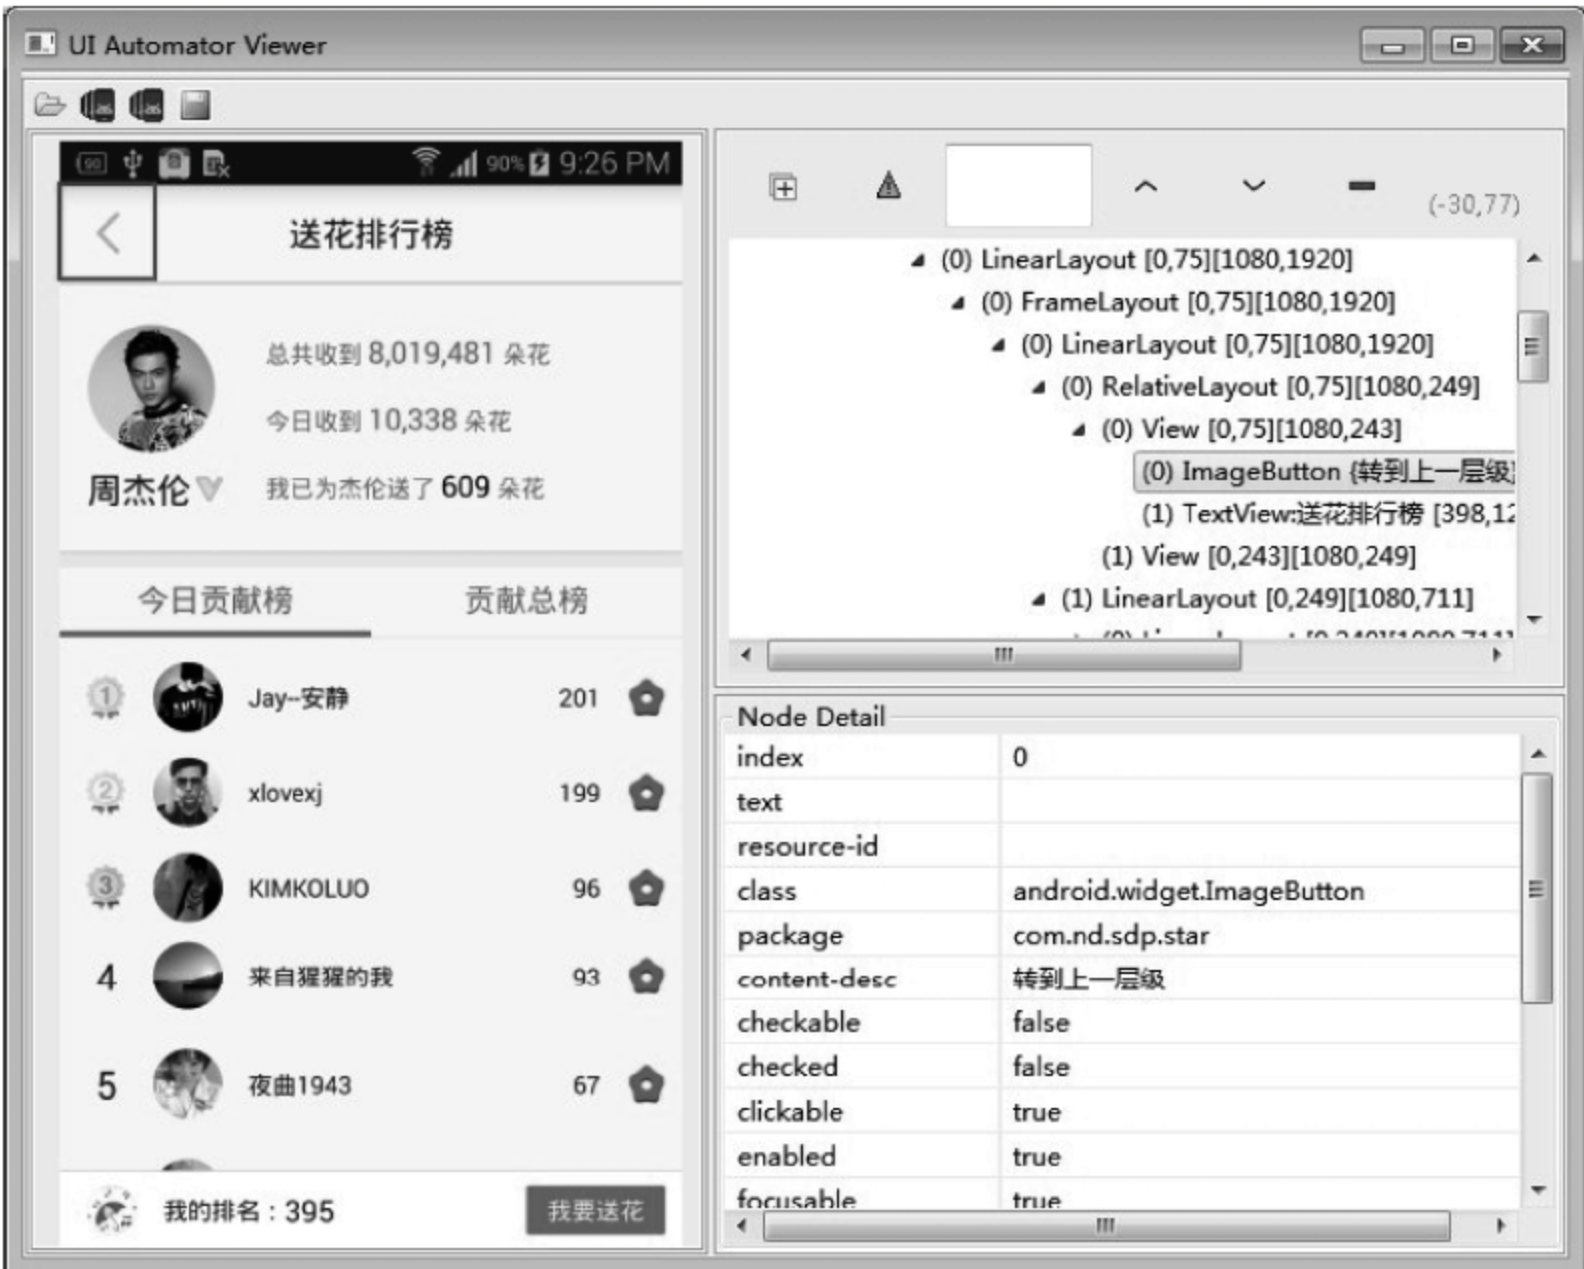 UI Automator Viewer
90% 9:26 PM
送花排行榜
总共收到 8,019,481 朵花
今日收到 10,338 朵花
周杰伦 我已为杰伦送了 609 朵花
今日贡献榜 贡献总榜
1 Jay--安静 201
2 xlovexj 199
3 KIMKOLUO 96
4 来自猩猩的我 93
5 夜曲1943 67
我的排名：395 我要送花
(-30,77)
(0) LinearLayout [0,75][1080,1920]
(0) FrameLayout [0,75][1080,1920]
(0) LinearLayout [0,75][1080,1920]
(0) RelativeLayout [0,75][1080,249]
(0) View [0,75][1080,243]
(0) ImageButton {转到上一层级}
(1) TextView:送花排行榜 [398,12
(1) View [0,243][1080,249]
(1) LinearLayout [0,249][1080,711]
Node Detail
index 0
text
resource-id
class android.widget.ImageButton
package com.nd.sdp.star
content-desc 转到上一层级
checkable false
checked false
clickable true
enabled true
focusable true